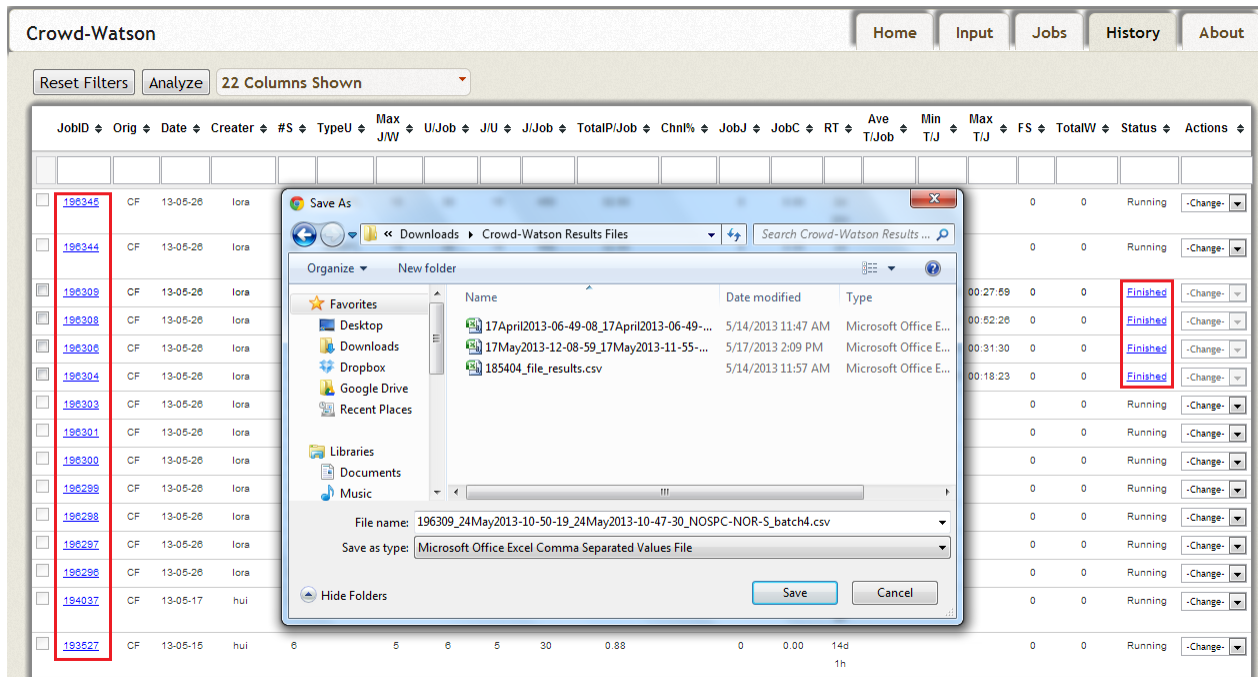 Crowd-Watson Home Input Jobs History About
Reset Filters Analyze 22 Columns Shown
JobID Orig Date Creater #S TypeU Max J/W U/Job J/U J/Job TotalP/Job Chnl% JobJ JobC RT Ave T/Job Min T/J Max T/J FS TotalW Status Actions
196345 CF 13-05-26 lora 0 0 Running -Change-
196344 CF 13-05-26 lora 0 0 Running -Change-
196309 CF 13-05-26 lora 00:27:59 0 0 Finished -Change-
196308 CF 13-05-26 lora 00:52:26 0 0 Finished -Change-
196306 CF 13-05-26 lora 00:31:30 0 0 Finished -Change-
196304 CF 13-05-26 lora 00:18:23 0 0 Finished -Change-
196303 CF 13-05-26 lora 0 0 Running -Change-
196301 CF 13-05-26 lora 0 0 Running -Change-
196300 CF 13-05-26 lora 0 0 Running -Change-
196299 CF 13-05-26 lora 0 0 Running -Change-
196298 CF 13-05-26 lora 0 0 Running -Change-
196297 CF 13-05-26 lora 0 0 Running -Change-
196296 CF 13-05-26 lora 0 0 Running -Change-
194037 CF 13-05-17 hui 0 0 Running -Change-
193527 CF 13-05-15 hui 6 5 6 5 30 0.88 0 0.00 14d 0 0 Running -Change-
1h
Save As
« Downloads Crowd-Watson Results Files Search Crowd-Watson Results ...
Organize New folder
Favorites
Desktop
Downloads
Dropbox
Google Drive
Recent Places
Libraries
Documents
Music
Name Date modified Type
17April2013-06-49-08_17April2013-06-49-... 5/14/2013 11:47 AM Microsoft Office E...
17May2013-12-08-59_17May2013-11-55-... 5/17/2013 2:09 PM Microsoft Office E...
185404_file_results.csv 5/14/2013 11:57 AM Microsoft Office E...
File name: 196309_24May2013-10-50-19_24May2013-10-47-30_NOSPC-NOR-S_batch4.csv
Save as type: Microsoft Office Excel Comma Separated Values File
Hide Folders Save Cancel